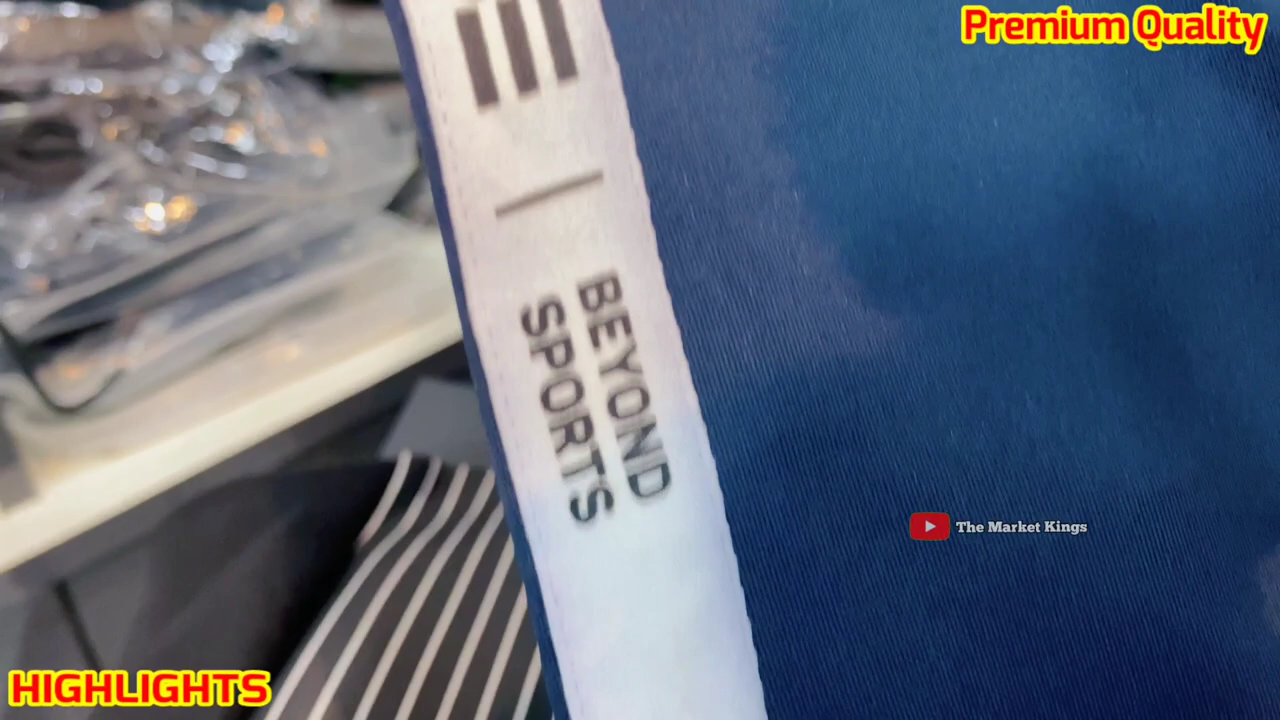 Premium Quality
BEYOND
SPORTS
The Market Kings
HIGHLIGHTS